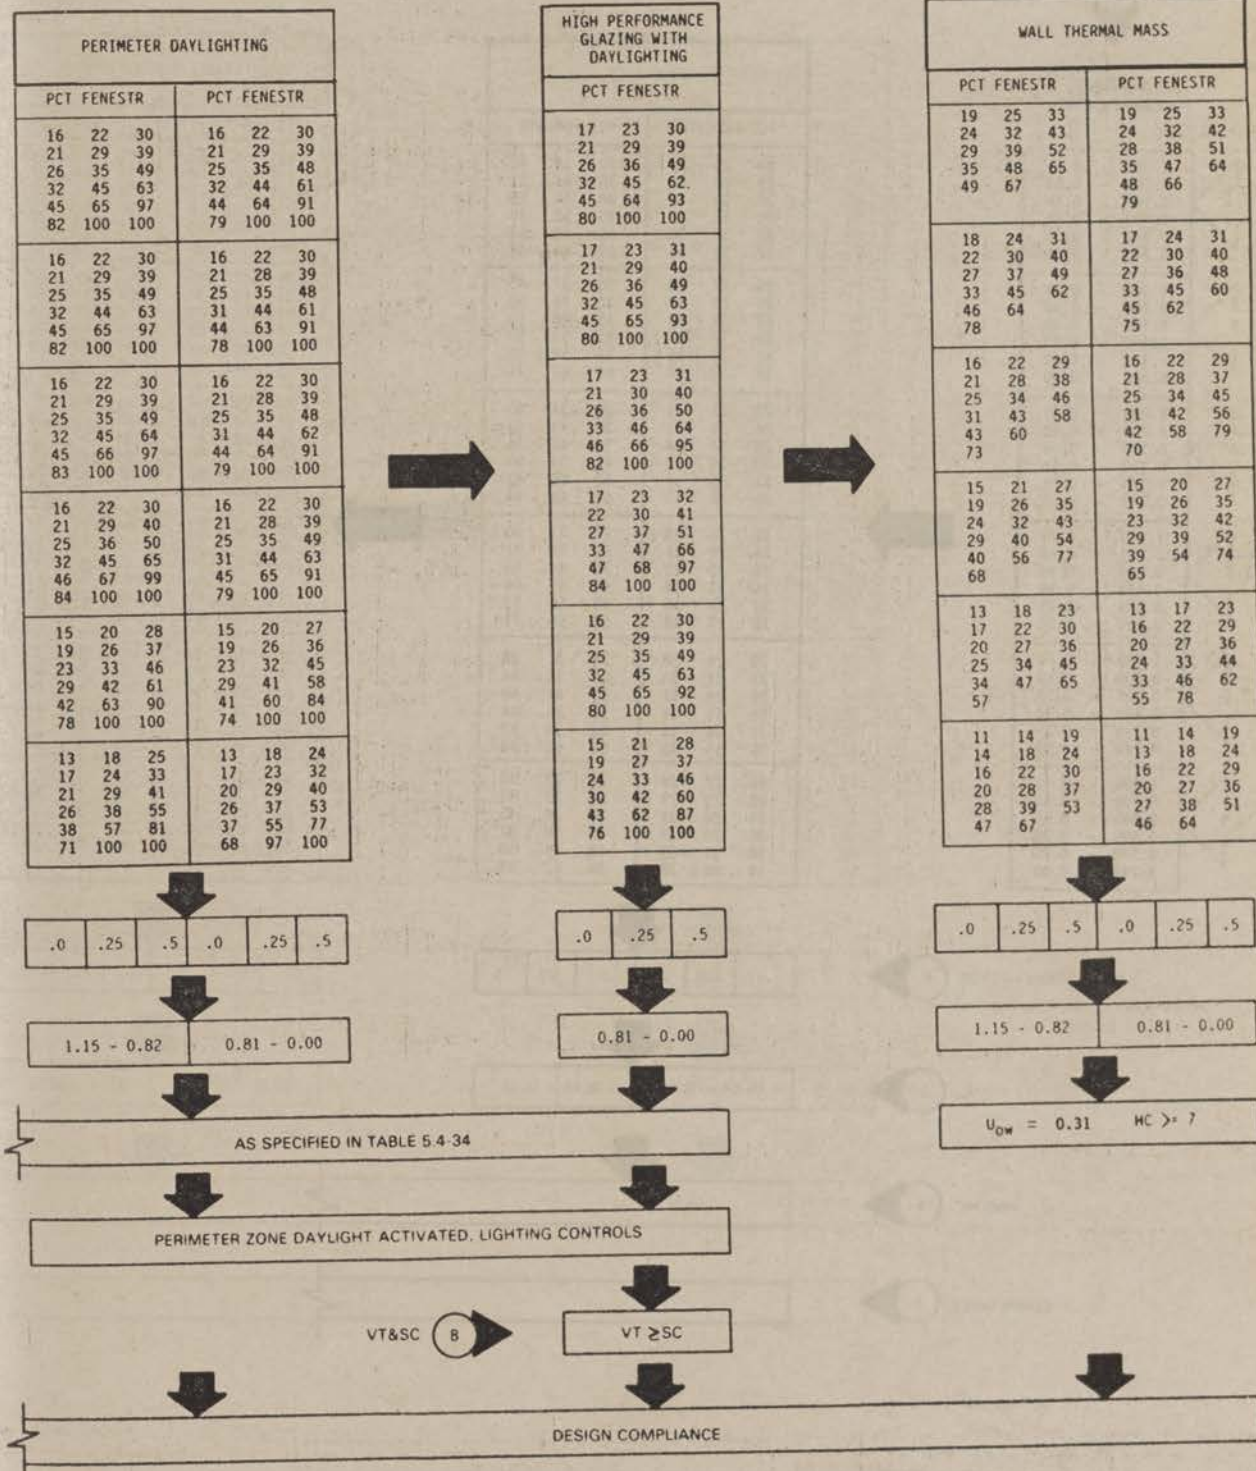 PERIMETER DAYLIGHTING
PCT FENESTR PCT FENESTR
16 22 30 16 22 30
21 29 39 21 29 39
26 35 49 25 35 48
32 45 63 32 44 61
45 65 97 44 64 91
82 100 100 79 100 100
16 22 30 16 22 30
21 29 39 21 28 39
25 35 49 25 35 48
32 44 63 31 44 61
45 65 97 44 63 91
82 100 100 78 100 100
16 22 30 16 22 30
21 29 39 21 28 39
25 35 49 25 35 48
32 45 64 31 44 62
45 66 97 44 64 91
83 100 100 79 100 100
16 22 30 16 22 30
21 29 40 21 28 39
25 36 50 25 35 49
32 45 65 31 44 63
46 67 99 45 65 91
84 100 100 79 100 100
15 20 28 15 20 27
19 26 37 19 26 36
23 33 46 23 32 45
29 42 61 29 41 58
42 63 90 41 60 84
78 100 100 74 100 100
13 18 25 13 18 24
17 24 33 17 23 32
21 29 41 20 29 40
26 38 55 26 37 53
38 57 81 37 55 77
71 100 100 68 97 100
.0 .25 .5 .0 .25 .5
1.15 - 0.82 0.81 - 0.00
HIGH PERFORMANCE
GLAZING WITH
DAYLIGHTING
PCT FENESTR
17 23 30
21 29 39
26 36 49
32 45 62.
45 64 93
80 100 100
17 23 31
21 29 40
26 36 49
32 45 63
45 65 93
80 100 100
17 23 31
21 30 40
26 36 50
33 46 64
46 66 95
82 100 100
17 23 32
22 30 41
27 37 51
33 47 66
47 68 97
84 100 100
16 22 30
21 29 39
25 35 49
32 45 63
45 65 92
80 100 100
15 21 28
19 27 37
24 33 46
30 42 60
43 62 87
76 100 100
.0 .25 .5
0.81 - 0.00
WALL THERMAL MASS
PCT FENESTR PCT FENESTR
19 25 33 19 25 33
24 32 43 24 32 42
29 39 52 28 38 51
35 48 65 35 47 64
49 67 48 66
79
18 24 31 17 24 31
22 30 40 22 30 40
27 37 49 27 36 48
33 45 62 33 45 60
46 64 45 62
78 75
16 22 29 16 22 29
21 28 38 21 28 37
25 34 46 25 34 45
31 43 58 31 42 56
43 60 42 58 79
73 70
15 21 27 15 20 27
19 26 35 19 26 35
24 32 43 23 32 42
29 40 54 29 39 52
40 56 77 39 54 74
68 65
13 18 23 13 17 23
17 22 30 16 22 29
20 27 36 20 27 36
25 34 45 24 33 44
34 47 65 33 46 62
57 55 78
11 14 19 11 14 19
14 18 24 13 18 24
16 22 30 16 22 29
20 28 37 20 27 36
28 39 53 27 38 51
47 67 46 64
.0 .25 .5 .0 .25 .5
1.15 - 0.82 0.81 - 0.00
Uow = 0.31 HC >= 7
AS SPECIFIED IN TABLE 5.4-34
PERIMETER ZONE DAYLIGHT ACTIVATED. LIGHTING CONTROLS
VT&SC 8 VT ≥SC
DESIGN COMPLIANCE